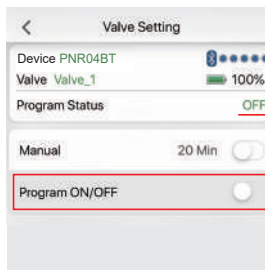 Valve Setting
Device PNR04BT
Valve Valve_1 100%
Program Status OFF
Manual 20 Min
Program ON/OFF